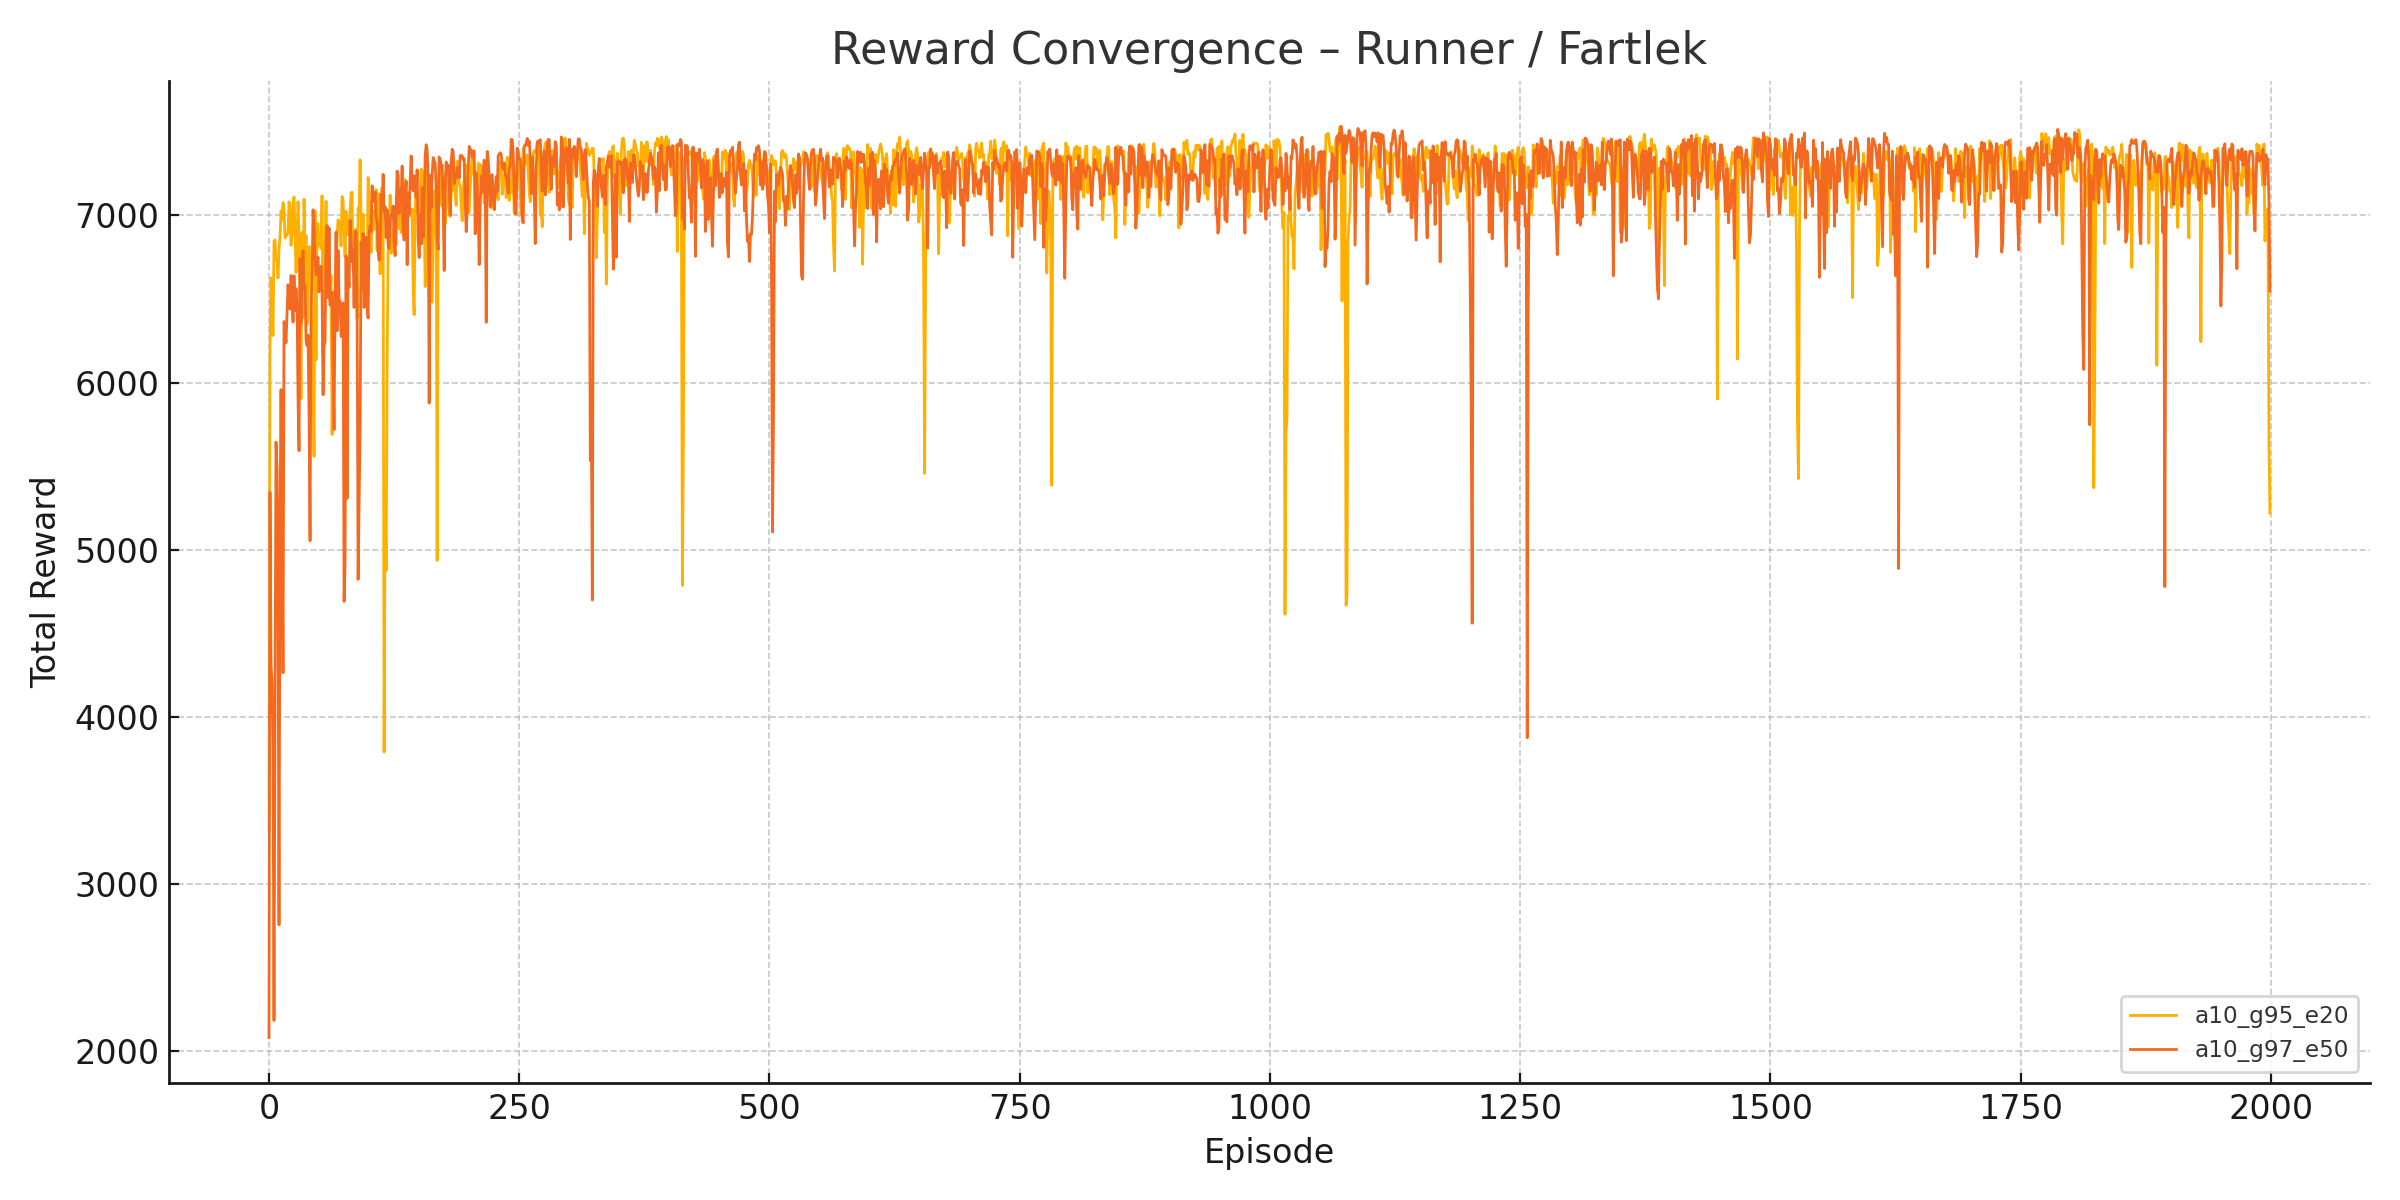 Reward Convergence – Runner / Fartlek
Total Reward
7000
6000
5000
4000
3000
2000
0 250 500 750 1000 1250 1500 1750 2000
Episode
a10_g95_e20
a10_g97_e50